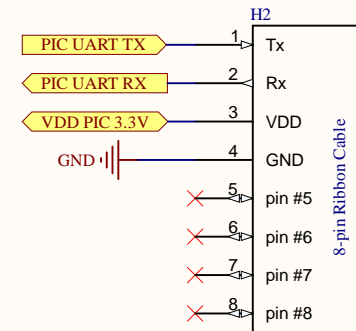 H2
PIC UART TX 1 Tx
PIC UART RX 2 Rx
VDD PIC 3.3V 3 VDD
GND 4 GND
5 pin #5
6 pin #6
7 pin #7
8 pin #8
8-pin Ribbon Cable